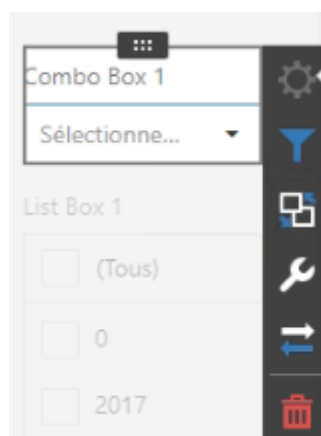 Combo Box 1
Sélectionne...
List Box 1
(Tous)
0
2017